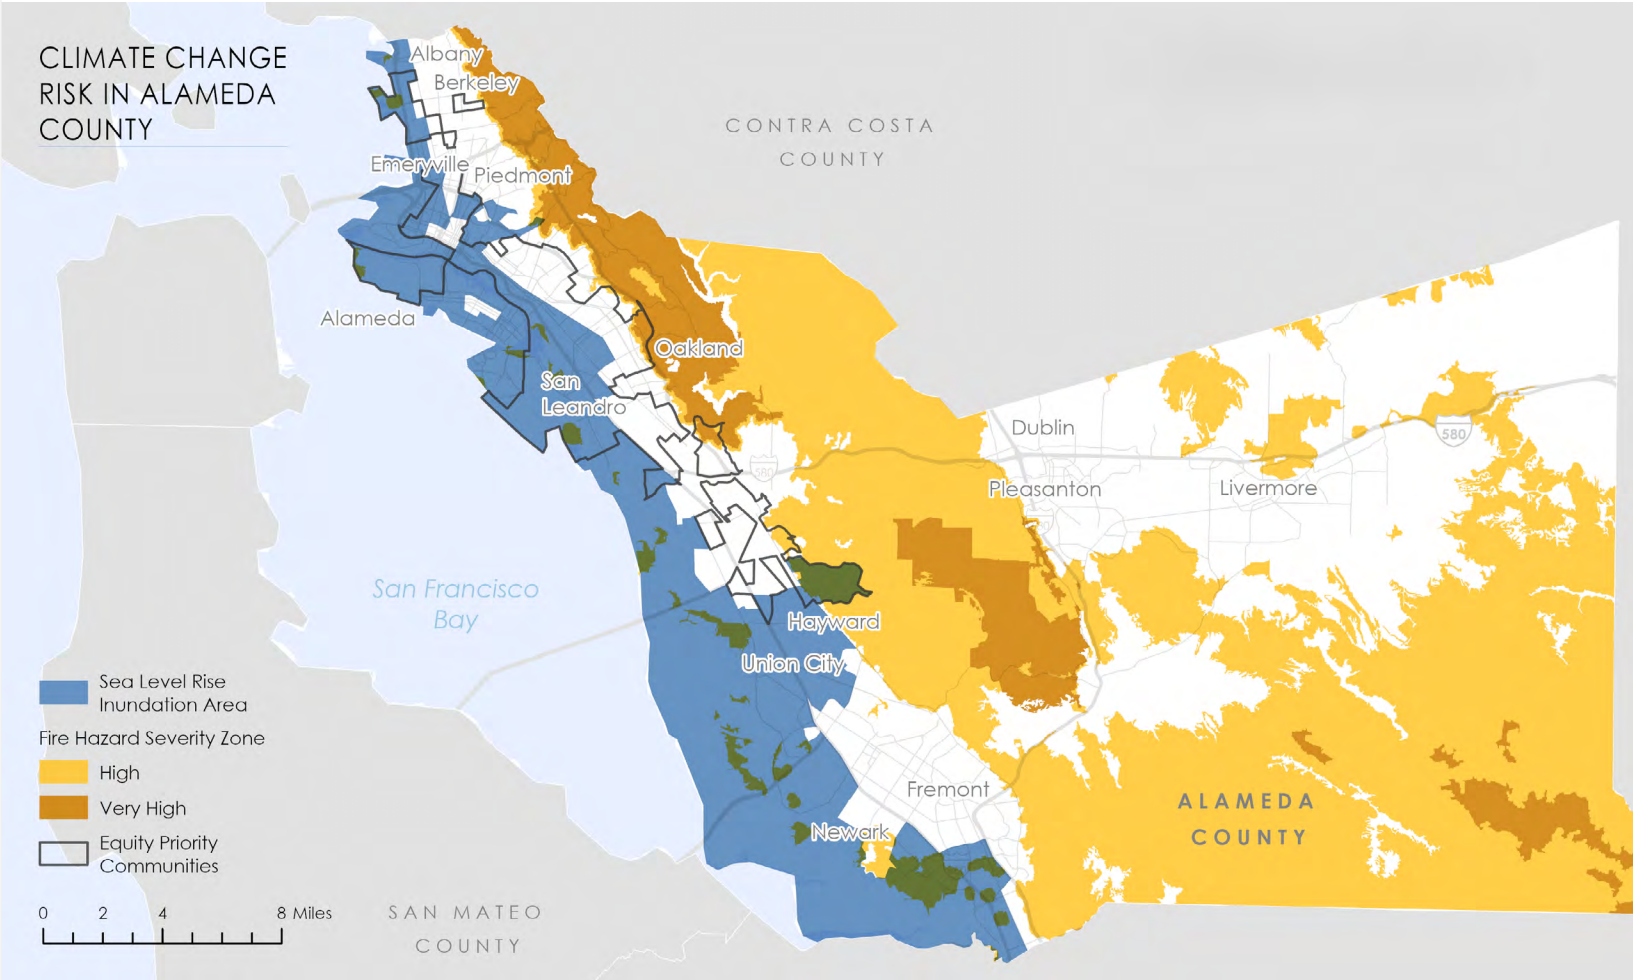 CLIMATE CHANGE
RISK IN ALAMEDA
COUNTY
Albany
Berkeley
Emeryville
Piedmont
CONTRA COSTA
COUNTY
Alameda
Oakland
San
Leandro
580
Dublin
580
Pleasanton
Livermore
San Francisco
Bay
Hayward
Union City
Fremont
Newark
ALAMEDA
COUNTY
Sea Level Rise
Inundation Area
Fire Hazard Severity Zone
High
Very High
Equity Priority
Communities
0 2 4 8 Miles
SAN MATEO
COUNTY